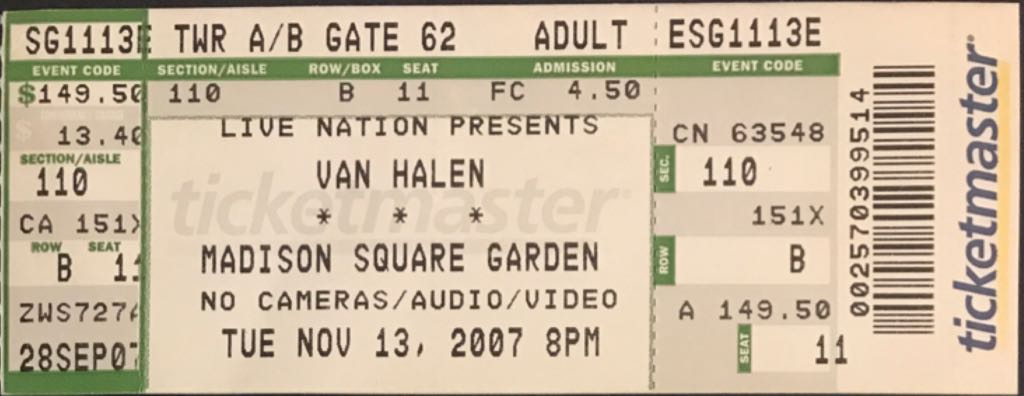 SG1113E
EVENT CODE
$149.50
13.40
SECTION/AISLE
110
CA 151X
ROW SEAT
B 11
ZWS727
28SEP07
TWR A/B GATE 62 ADULT
SECTION/AISLE ROW/BOX SEAT ADMISSION
110 B 11 FC 4.50
LIVE NATION PRESENTS
VAN HALEN
* * *
MADISON SQUARE GARDEN
NO CAMERAS/AUDIO/VIDEO
TUE NOV 13, 2007 8PM
ticketmaster
ESG1113E
EVENT CODE
CN 63548
SEC. 110
151X
ROW B
A 149.50
SEAT 11
002570399514
ticketmaster